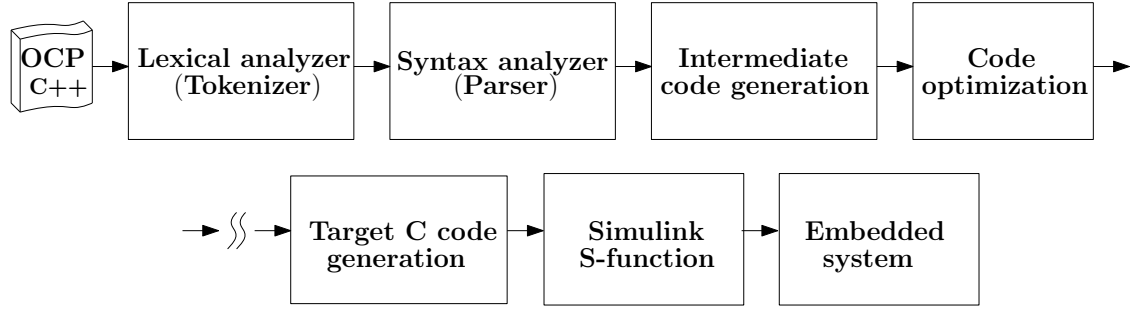 OCP
C++
Lexical analyzer
(Tokenizer)
Syntax analyzer
(Parser)
Intermediate
code generation
Code
optimization
Target C code
generation
Simulink
S-function
Embedded
system